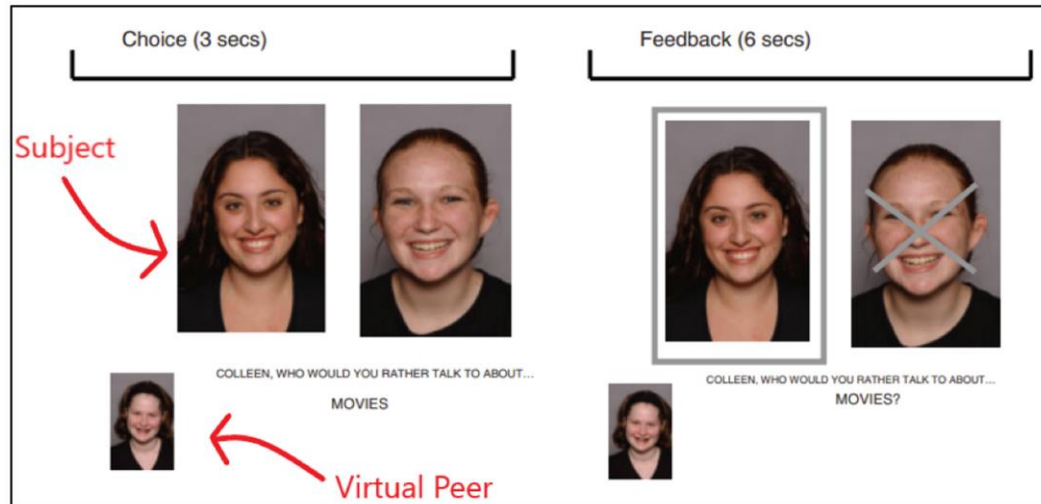 Choice (3 secs)
Feedback (6 secs)
Subject
COLLEEN, WHO WOULD YOU RATHER TALK TO ABOUT...
MOVIES
COLLEEN, WHO WOULD YOU RATHER TALK TO ABOUT...
MOVIES?
Virtual Peer